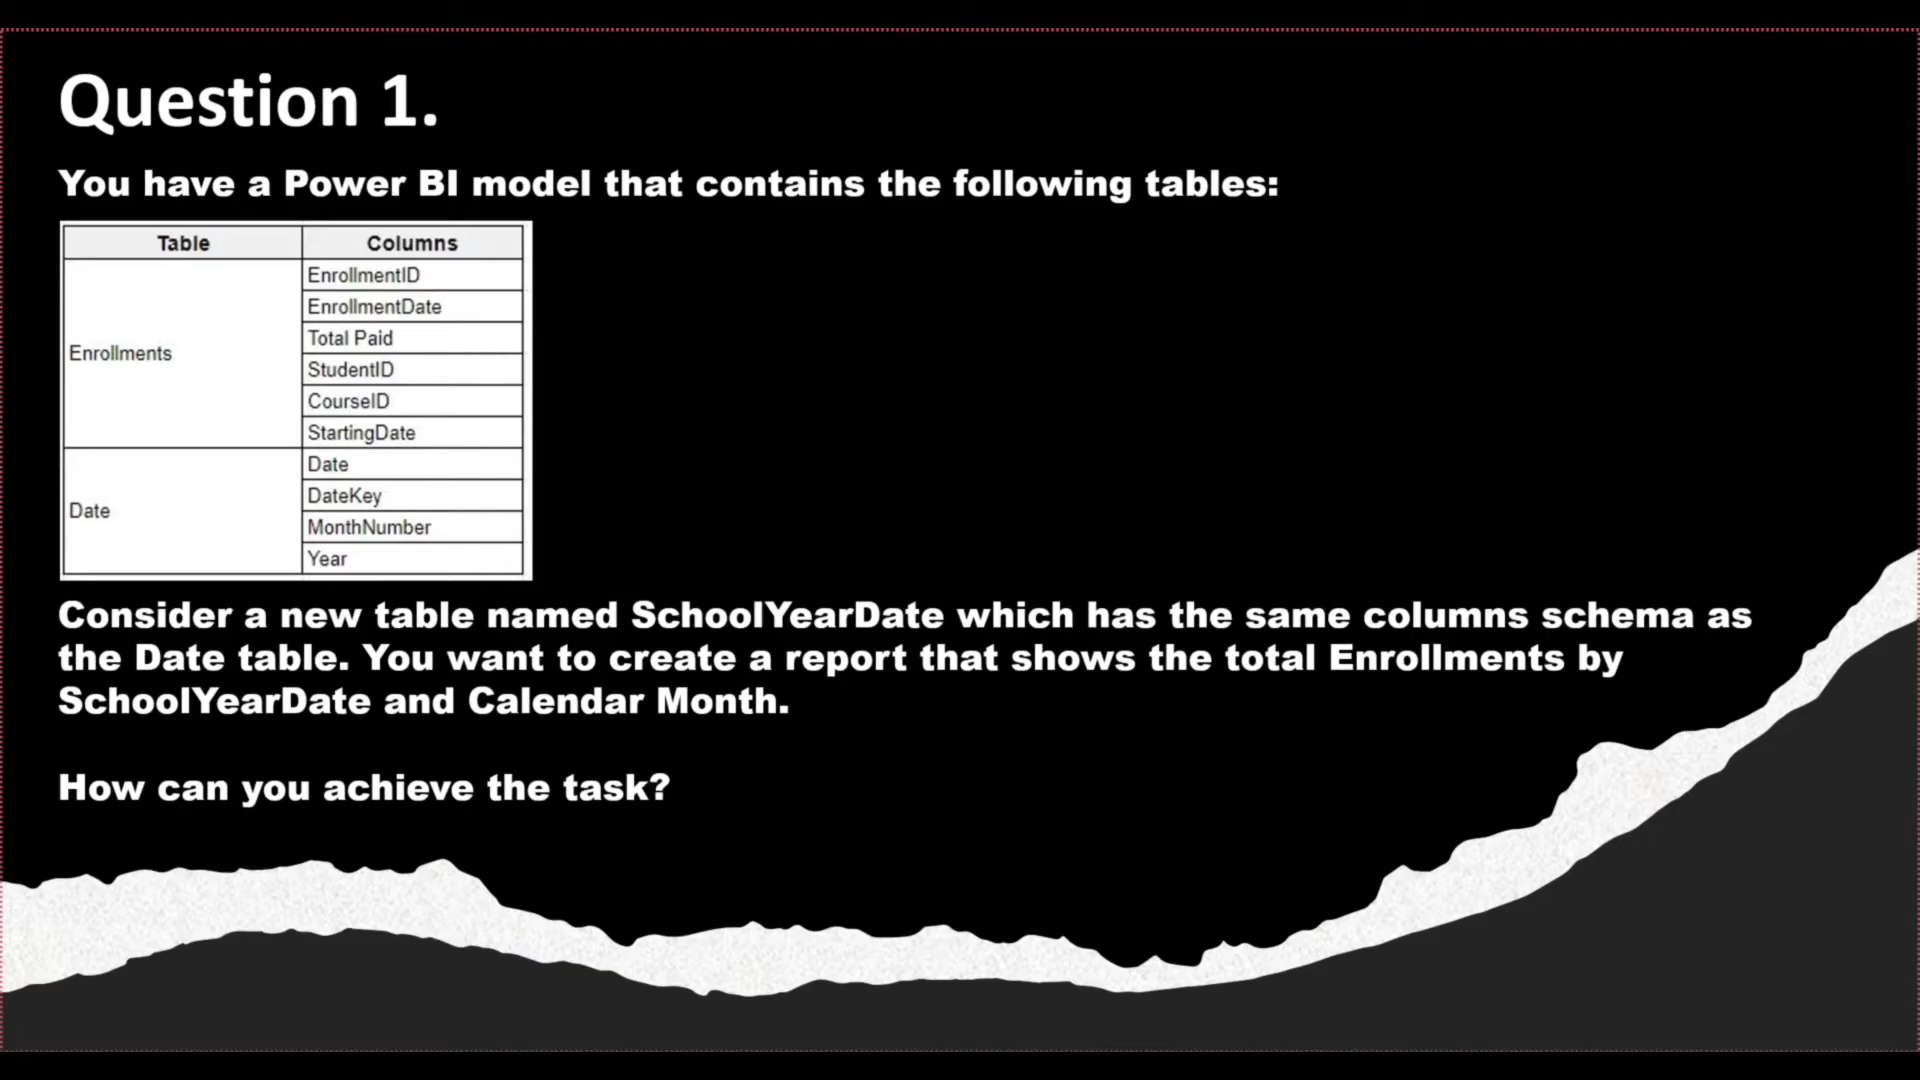 Question 1.
You have a Power BI model that contains the following tables:
Table Columns
EnrollmentID
EnrollmentDate
Total Paid
Enrollments
StudentID
CourseID
StartingDate
Date
DateKey
Date
MonthNumber
Year
Consider a new table named SchoolYearDate which has the same columns schema as
the Date table. You want to create a report that shows the total Enrollments by
SchoolYearDate and Calendar Month.
How can you achieve the task?